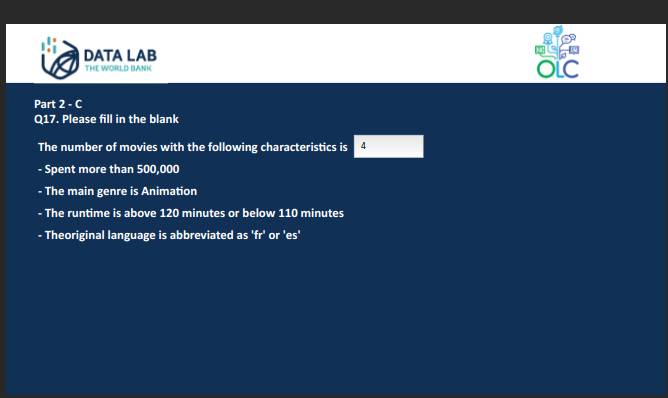 DATA LAB
THE WORLD BANK
OLC
Part 2 - C
Q17. Please fill in the blank
The number of movies with the following characteristics is 4
- Spent more than 500,000
- The main genre is Animation
- The runtime is above 120 minutes or below 110 minutes
- Theoriginal language is abbreviated as 'fr' or 'es'